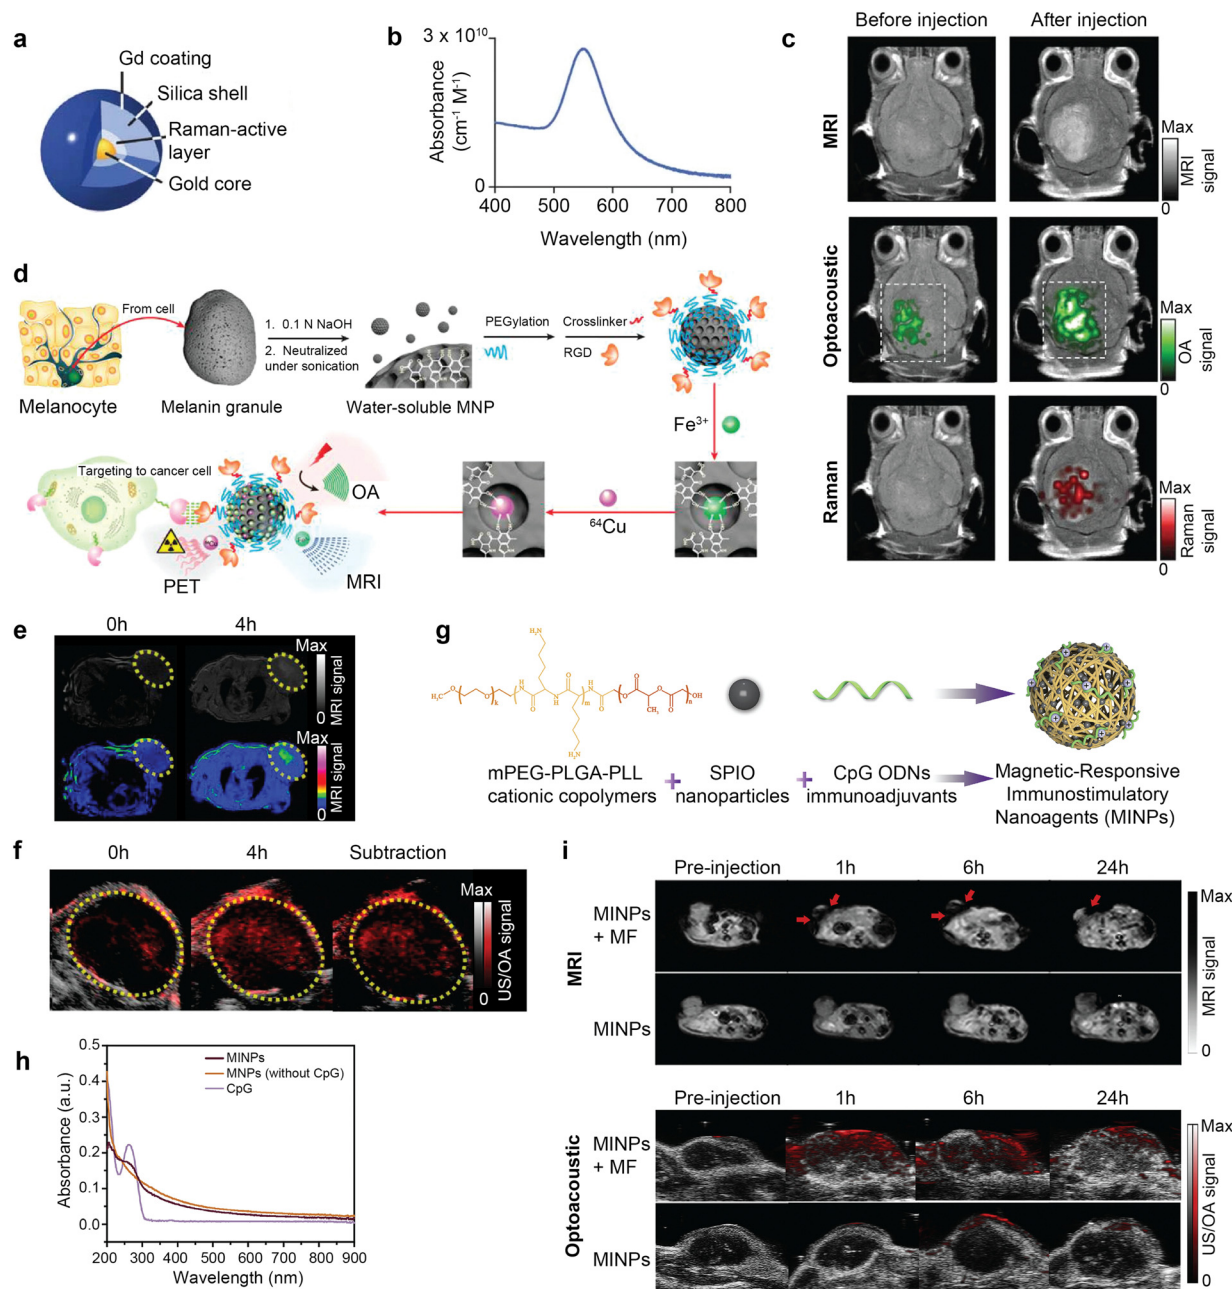 a
Gd coating
Silica shell
Raman-active
layer
Gold core
b
3 x 10¹⁰
Absorbance
(cm⁻¹ M⁻¹)
0
400 500 600 700 800
Wavelength (nm)
c
Before injection After injection
MRI
Max
MRI
signal
0
Optoacoustic
Max
OA
signal
0
Raman
Max
Raman
signal
0
d
From cell
Melanocyte
Melanin granule
1. 0.1 N NaOH
2. Neutralized
under sonication
Water-soluble MNP
PEGylation
Crosslinker
RGD
Fe³⁺
⁶⁴Cu
Targeting to cancer cell
OA
PET
MRI
e
0h 4h
Max
MRI signal
0
Max
MRI signal
0
f
0h 4h Subtraction
Max
US/OA signal
0
g
H₂N
H₃C
CH₃
OH
NH₂
mPEG-PLGA-PLL
cationic copolymers
+
SPIO
nanoparticles
+
CpG ODNs
immunoadjuvants
Magnetic-Responsive
Immunostimulatory
Nanoagents (MINPs)
h
0.5
0.4
0.3
0.2
0.1
0.0
Absorbance (a.u.)
MINPs
MNPs (without CpG)
CpG
200 300 400 500 600 700 800 900
Wavelength (nm)
i
Pre-injection 1h 6h 24h
MRI
MINPs
+ MF
MINPs
Max
MRI signal
0
Pre-injection 1h 6h 24h
Optoacoustic
MINPs
+ MF
MINPs
Max
US/OA signal
0